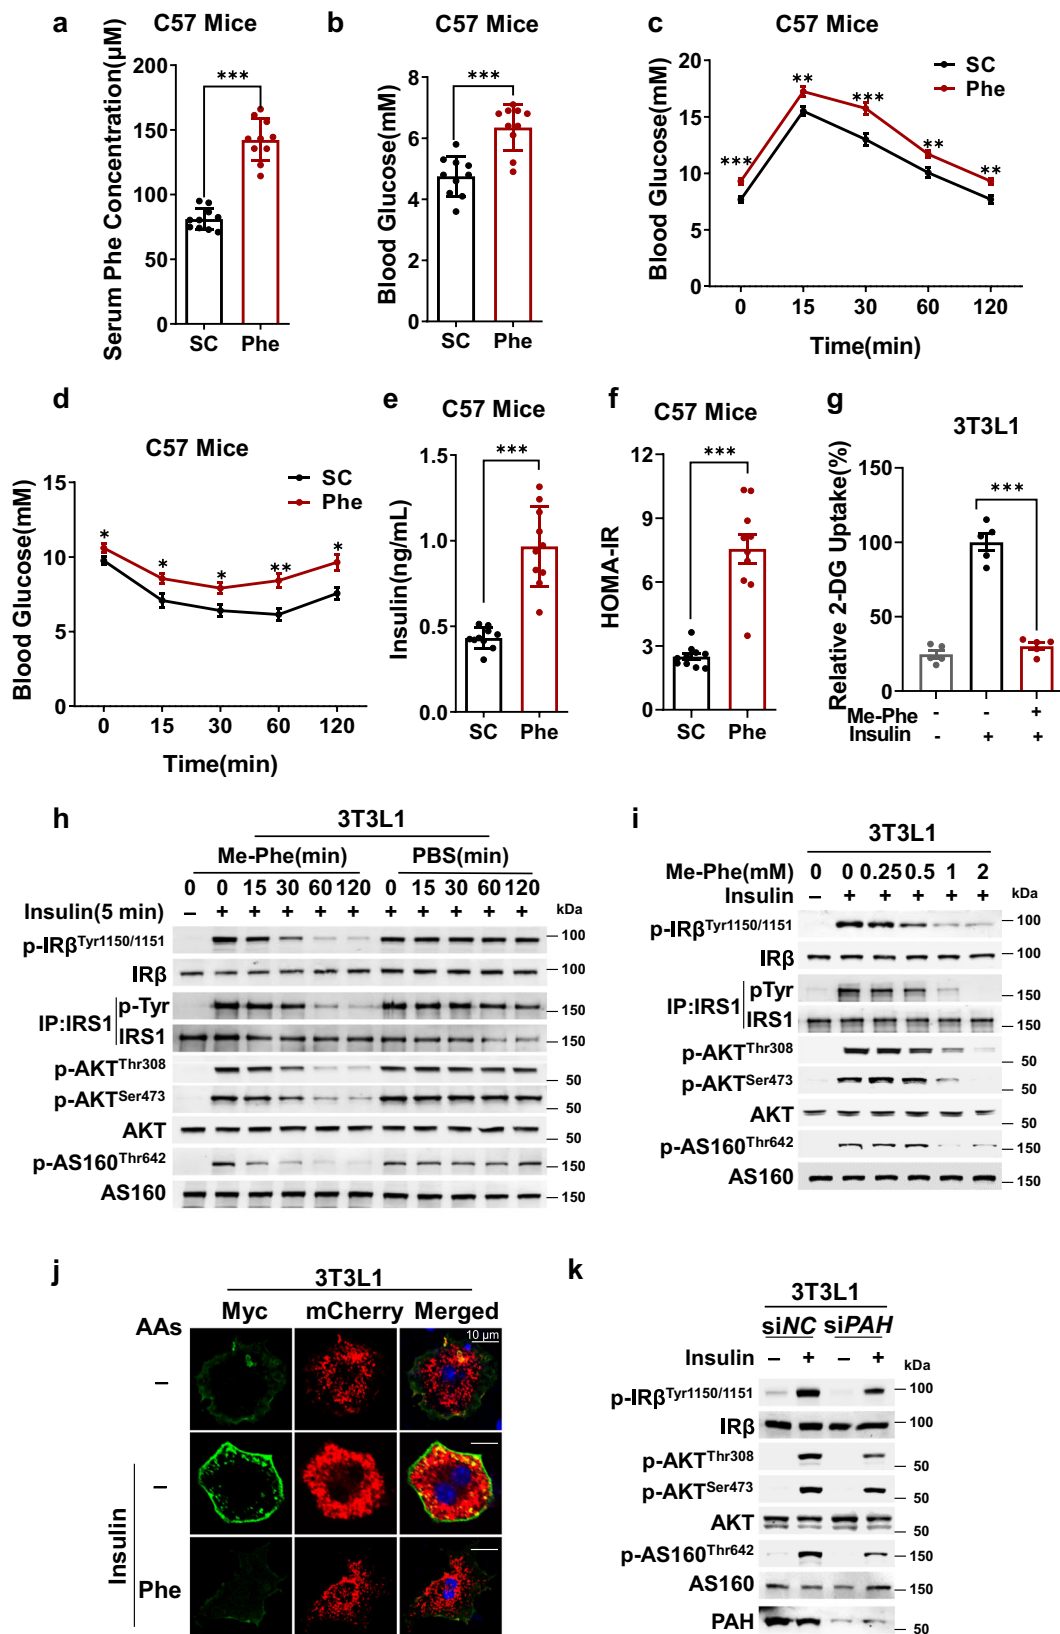 a
C57 Mice
Serum Phe Concentration(μM)
200
150
100
50
0
***
SC Phe
b
C57 Mice
Blood Glucose(mM)
8
6
4
2
0
***
SC Phe
c
C57 Mice
Blood Glucose(mM)
20
15
10
5
0
SC
Phe
*** ** *** ** **
0 15 30 60 120
Time(min)
d
C57 Mice
Blood Glucose(mM)
15
10
5
0
SC
Phe
* * * ** *
0 15 30 60 120
Time(min)
e
C57 Mice
Insulin(ng/mL)
1.5
1.0
0.5
0.0
***
SC Phe
f
C57 Mice
HOMA-IR
12
9
6
3
0
***
SC Phe
g
3T3L1
Relative 2-DG Uptake(%)
150
100
50
0
***
Me-Phe - - +
Insulin - + +
h
3T3L1
Me-Phe(min) PBS(min)
0 0 15 30 60 120 0 15 30 60 120
Insulin(5 min) – + + + + + + + + + + kDa
p-IRβTyr1150/1151 100
IRβ 100
IP:IRS1
p-Tyr 150
IRS1 150
p-AKTThr308 50
p-AKTSer473 50
AKT 50
p-AS160Thr642 150
AS160 150
i
3T3L1
Me-Phe(mM) 0 0 0.25 0.5 1 2
Insulin – + + + + + kDa
p-IRβTyr1150/1151 100
IRβ 100
IP:IRS1
pTyr 150
IRS1 150
p-AKTThr308 50
p-AKTSer473 50
AKT 50
p-AS160Thr642 150
AS160 150
j
3T3L1
Myc mCherry Merged
AAs
10 μm
–
–
Insulin
Phe
k
3T3L1
siNC siPAH
Insulin – + – + kDa
p-IRβTyr1150/1151 100
IRβ 100
p-AKTThr308 50
p-AKTSer473 50
AKT 50
p-AS160Thr642 150
AS160 150
PAH 50